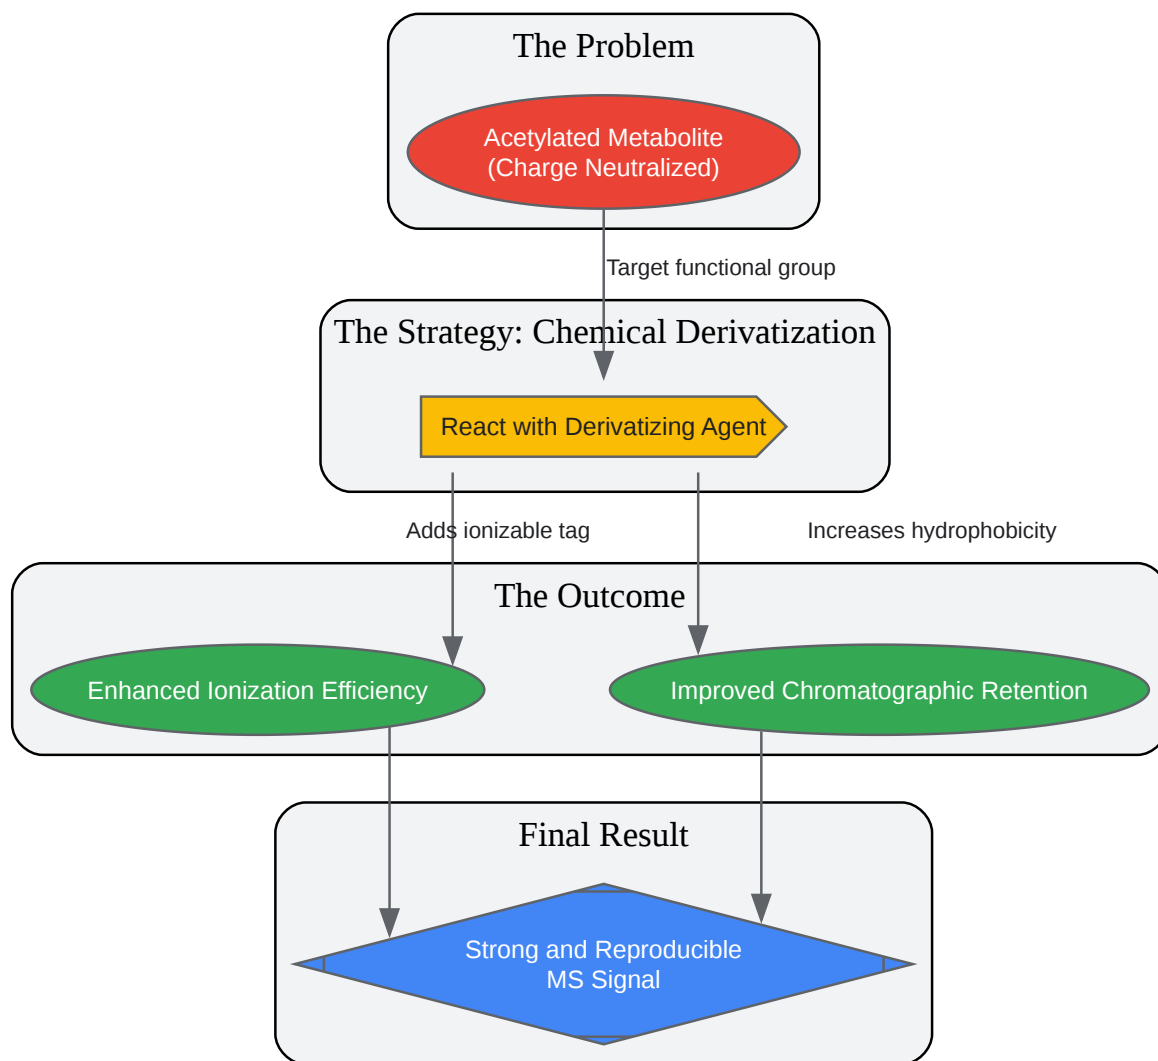 The Problem
Acetylated Metabolite
(Charge Neutralized)
Target functional group
The Strategy: Chemical Derivatization
React with Derivatizing Agent
Adds ionizable tag
Increases hydrophobicity
The Outcome
Enhanced Ionization Efficiency
Improved Chromatographic Retention
Final Result
Strong and Reproducible
MS Signal